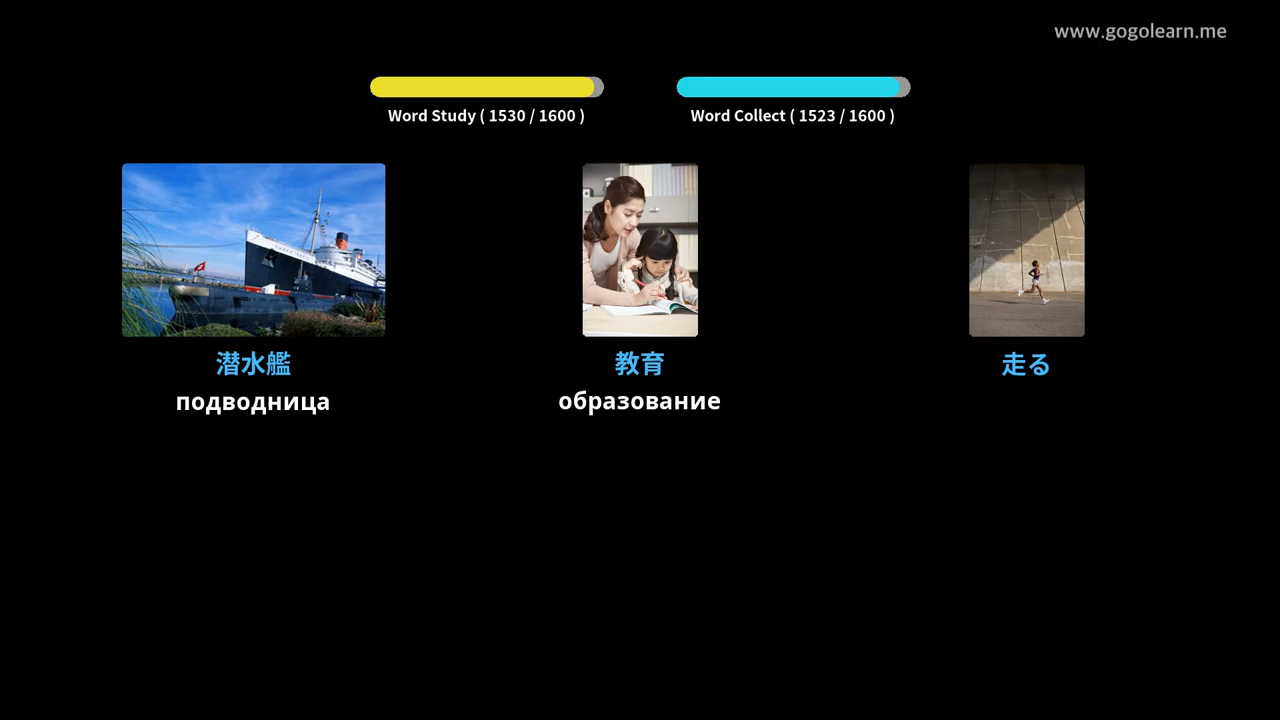 www.gogolearn.me
Word Study ( 1530 / 1600 )
Word Collect ( 1523 / 1600 )
潜水艦
教育
走る
подводница
образование